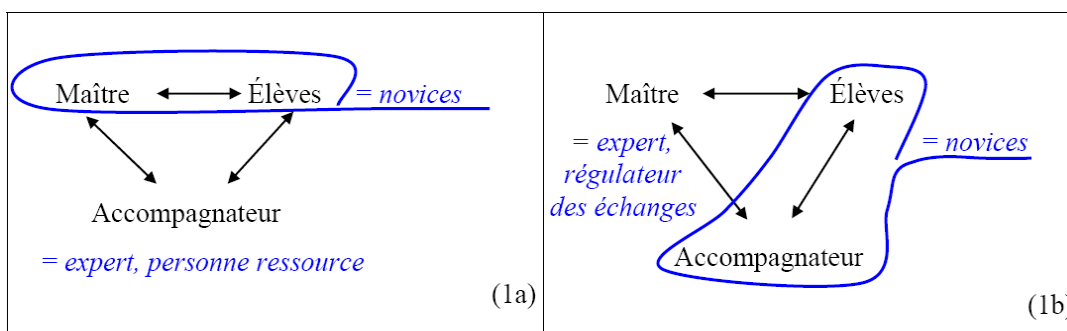 Maître Élèves = novices
Accompagnateur
= expert, personne ressource
(1a)
Maître Élèves
= expert,
régulateur
des échanges
= novices
Accompagnateur
(1b)